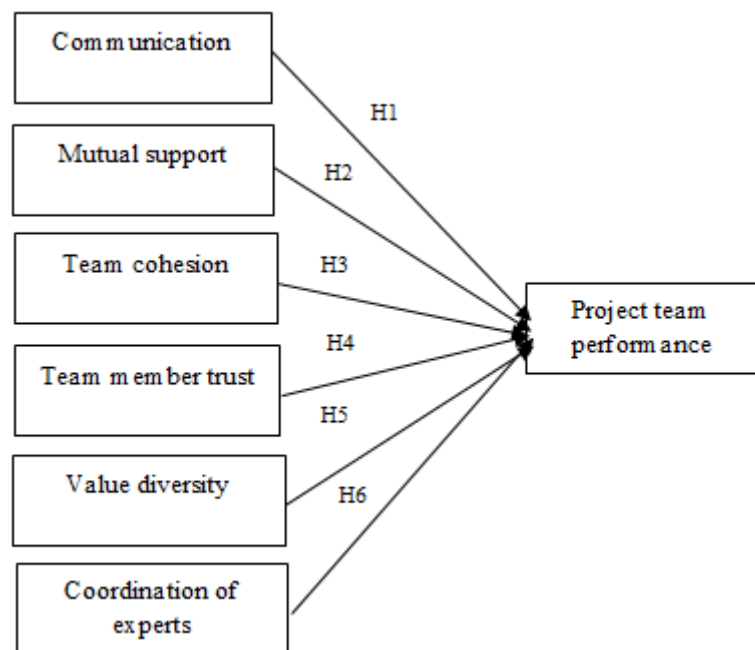 Communication
H1
Mutual support
H2
Team cohesion
H3
Project team
performance
H4
Team member trust
H5
Value diversity
H6
Coordination of
experts